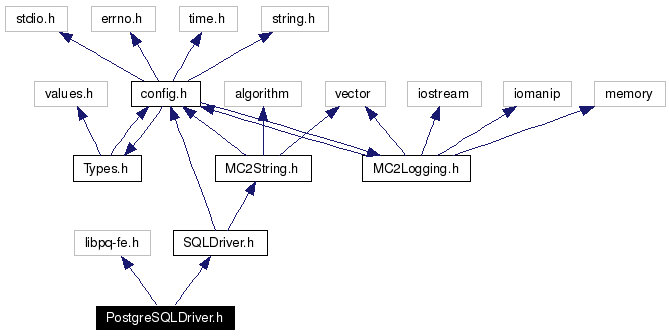 stdio.h
errno.h
time.h
string.h
values.h
config.h
algorithm
vector
iostream
iomanip
memory
Types.h
MC2String.h
MC2Logging.h
libpq-fe.h
SQLDriver.h
PostgreSQLDriver.h